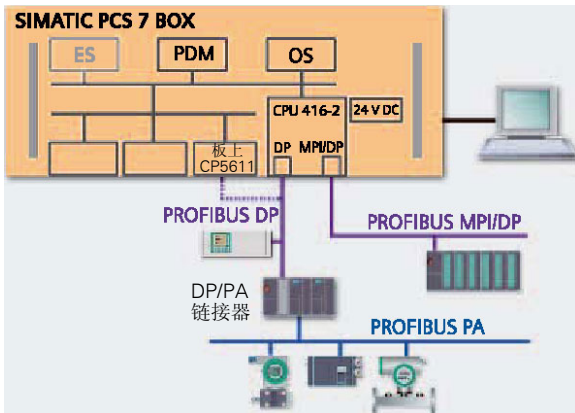 SIMATIC PCS 7 BOX
ES
PDM
OS
CPU 416-2
24 V DC
板上
CP5611
DP
MPI/DP
PROFIBUS DP
PROFIBUS MPI/DP
DP/PA
链接器
PROFIBUS PA